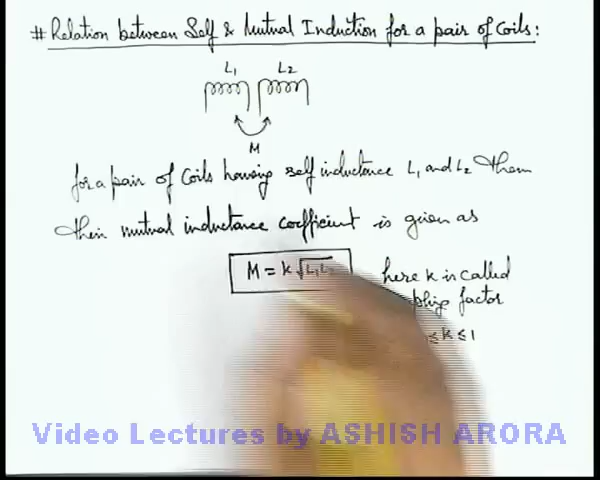 # Relation between Self & Mutual Induction for a pair of Coils:
L1 L2
M
for a pair of Coils having self inductance L1 and L2 then
their mutual inductance coefficient is given as
M = k√L1L2 here k is called
factor
≤ k ≤ 1
Video Lectures by ASHISH ARORA